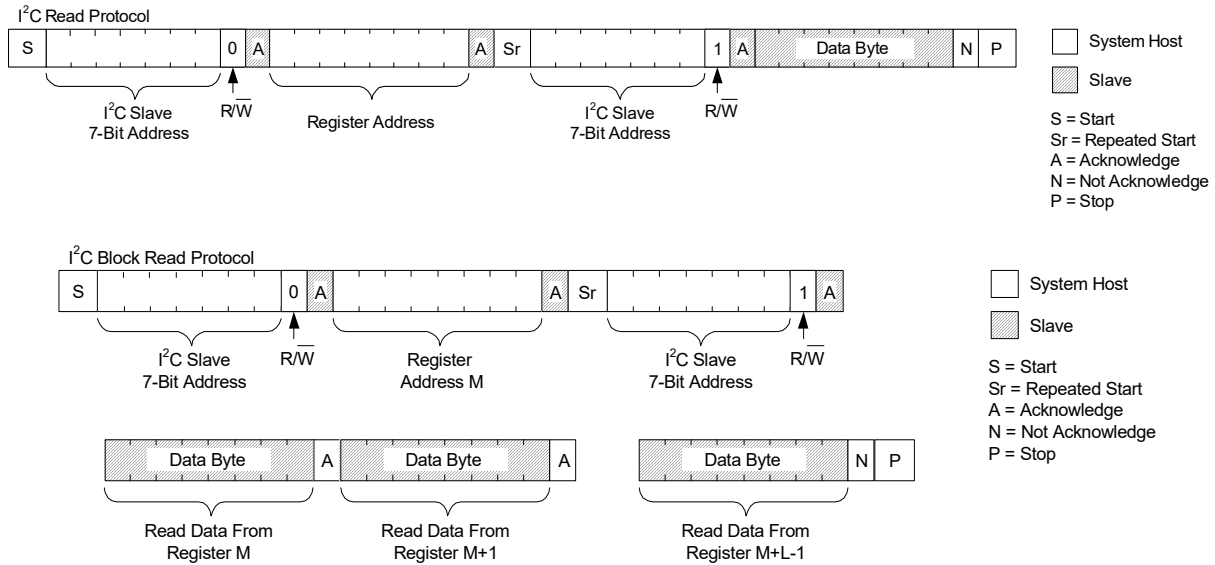 I²C Read Protocol
S 0 A A Sr 1 A Data Byte N P
I²C Slave
7-Bit Address
R/W̅
Register Address
I²C Slave
7-Bit Address
R/W̅
System Host
Slave
S = Start
Sr = Repeated Start
A = Acknowledge
N = Not Acknowledge
P = Stop
I²C Block Read Protocol
S 0 A A Sr 1 A
I²C Slave
7-Bit Address
R/W̅
Register
Address M
I²C Slave
7-Bit Address
R/W̅
System Host
Slave
S = Start
Sr = Repeated Start
A = Acknowledge
N = Not Acknowledge
P = Stop
Data Byte A Data Byte A Data Byte N P
Read Data From
Register M
Read Data From
Register M+1
Read Data From
Register M+L-1